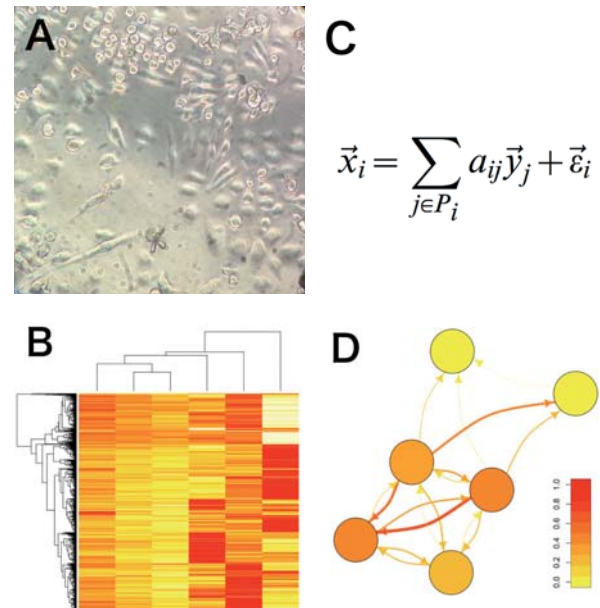 A
C
x⃗ᵢ = ∑ aᵢⱼ y⃗ⱼ + ε⃗ᵢ
j∈Pᵢ
B
D
1.0
0.8
0.6
0.4
0.2
0.0